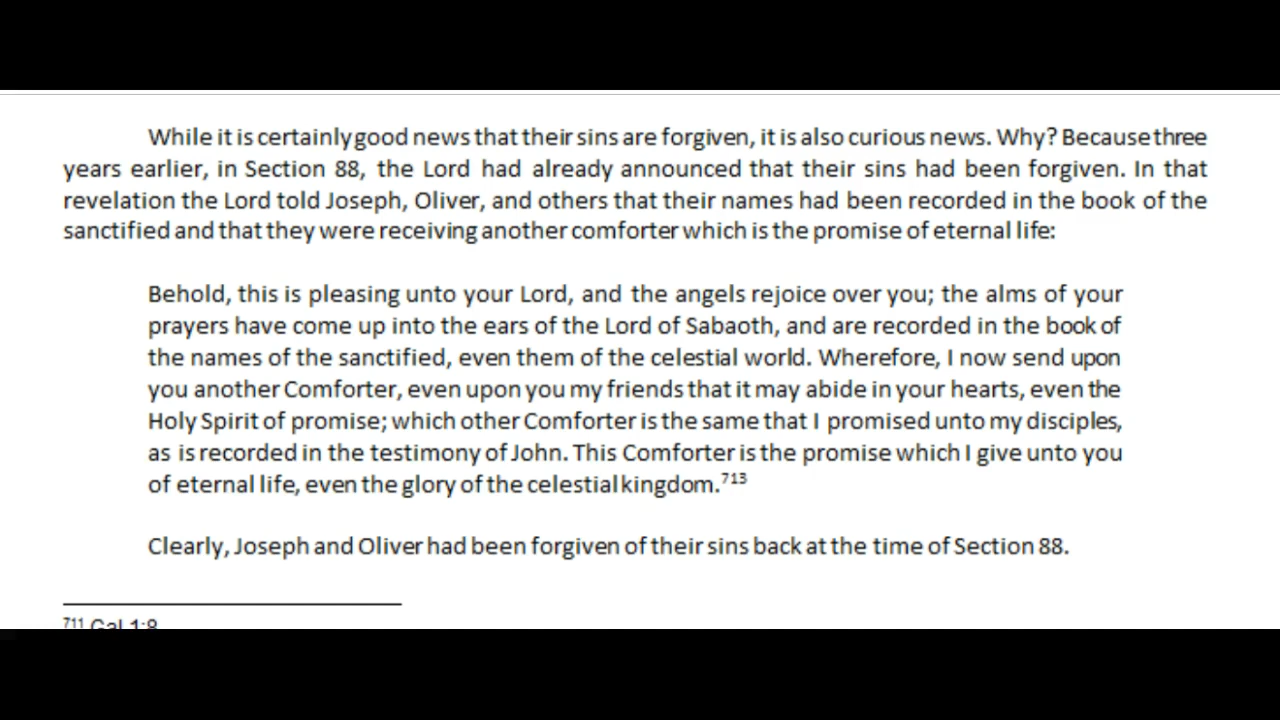 While it is certainly good news that their sins are forgiven, it is also curious news. Why? Because three
years earlier, in Section 88, the Lord had already announced that their sins had been forgiven. In that
revelation the Lord told Joseph, Oliver, and others that their names had been recorded in the book of the
sanctified and that they were receiving another comforter which is the promise of eternal life:
Behold, this is pleasing unto your Lord, and the angels rejoice over you; the alms of your
prayers have come up into the ears of the Lord of Sabaoth, and are recorded in the book of
the names of the sanctified, even them of the celestial world. Wherefore, I now send upon
you another Comforter, even upon you my friends that it may abide in your hearts, even the
Holy Spirit of promise; which other Comforter is the same that I promised unto my disciples,
as is recorded in the testimony of John. This Comforter is the promise which I give unto you
of eternal life, even the glory of the celestial kingdom.⁷¹³
Clearly, Joseph and Oliver had been forgiven of their sins back at the time of Section 88.
⁷¹¹ Gal 1:8